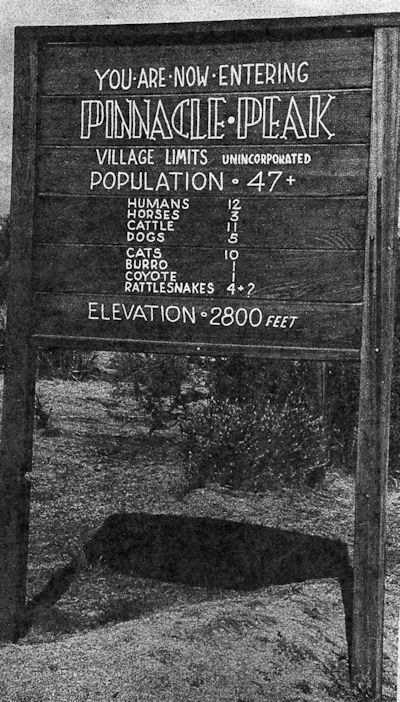 YOU·ARE·NOW·ENTERING
PINNACLE·PEAK
VILLAGE LIMITS UNINCORPORATED
POPULATION · 47+
HUMANS 12
HORSES 3
CATTLE 11
DOGS 5
CATS 10
BURRO 1
COYOTE 1
RATTLESNAKES 4+?
ELEVATION · 2800 FEET